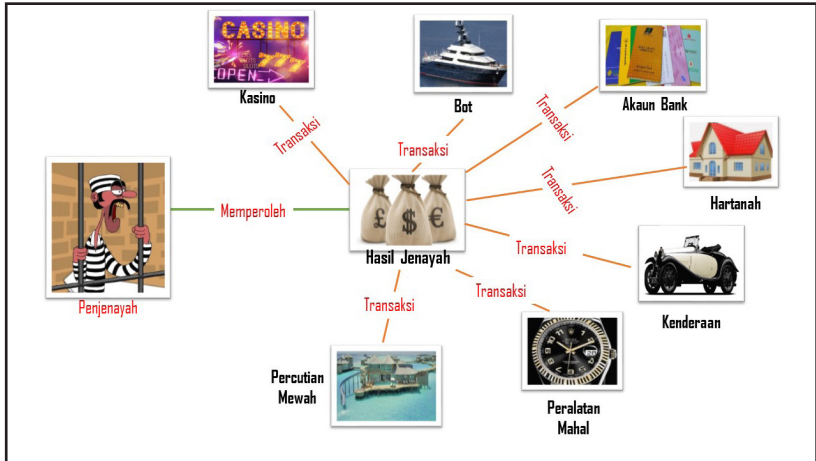 CASINO
777
OPEN
Kasino
Bot
Akaun Bank
Transaksi
Transaksi
Transaksi
Transaksi
Hartanah
Memperoleh
£ $ €
Hasil Jenayah
Transaksi
Penjenayah
Transaksi
Transaksi
Kenderaan
Percutian
Mewah
Peralatan
Mahal